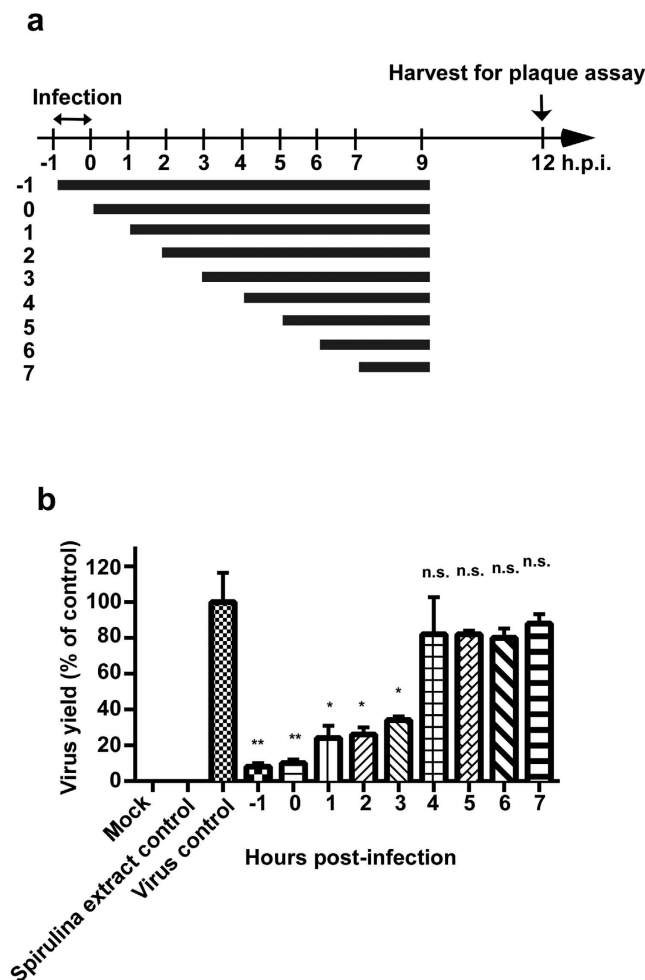 a
Harvest for plaque assay
Infection
-1 0 1 2 3 4 5 6 7 9 12 h.p.i.
-1
0
1
2
3
4
5
6
7
b
Virus yield (% of control)
120
100
80
60
40
20
0
** ** * * * n.s. n.s. n.s. n.s.
Mock
Spirulina extract control
Virus control
-1 0 1 2 3 4 5 6 7
Hours post-infection